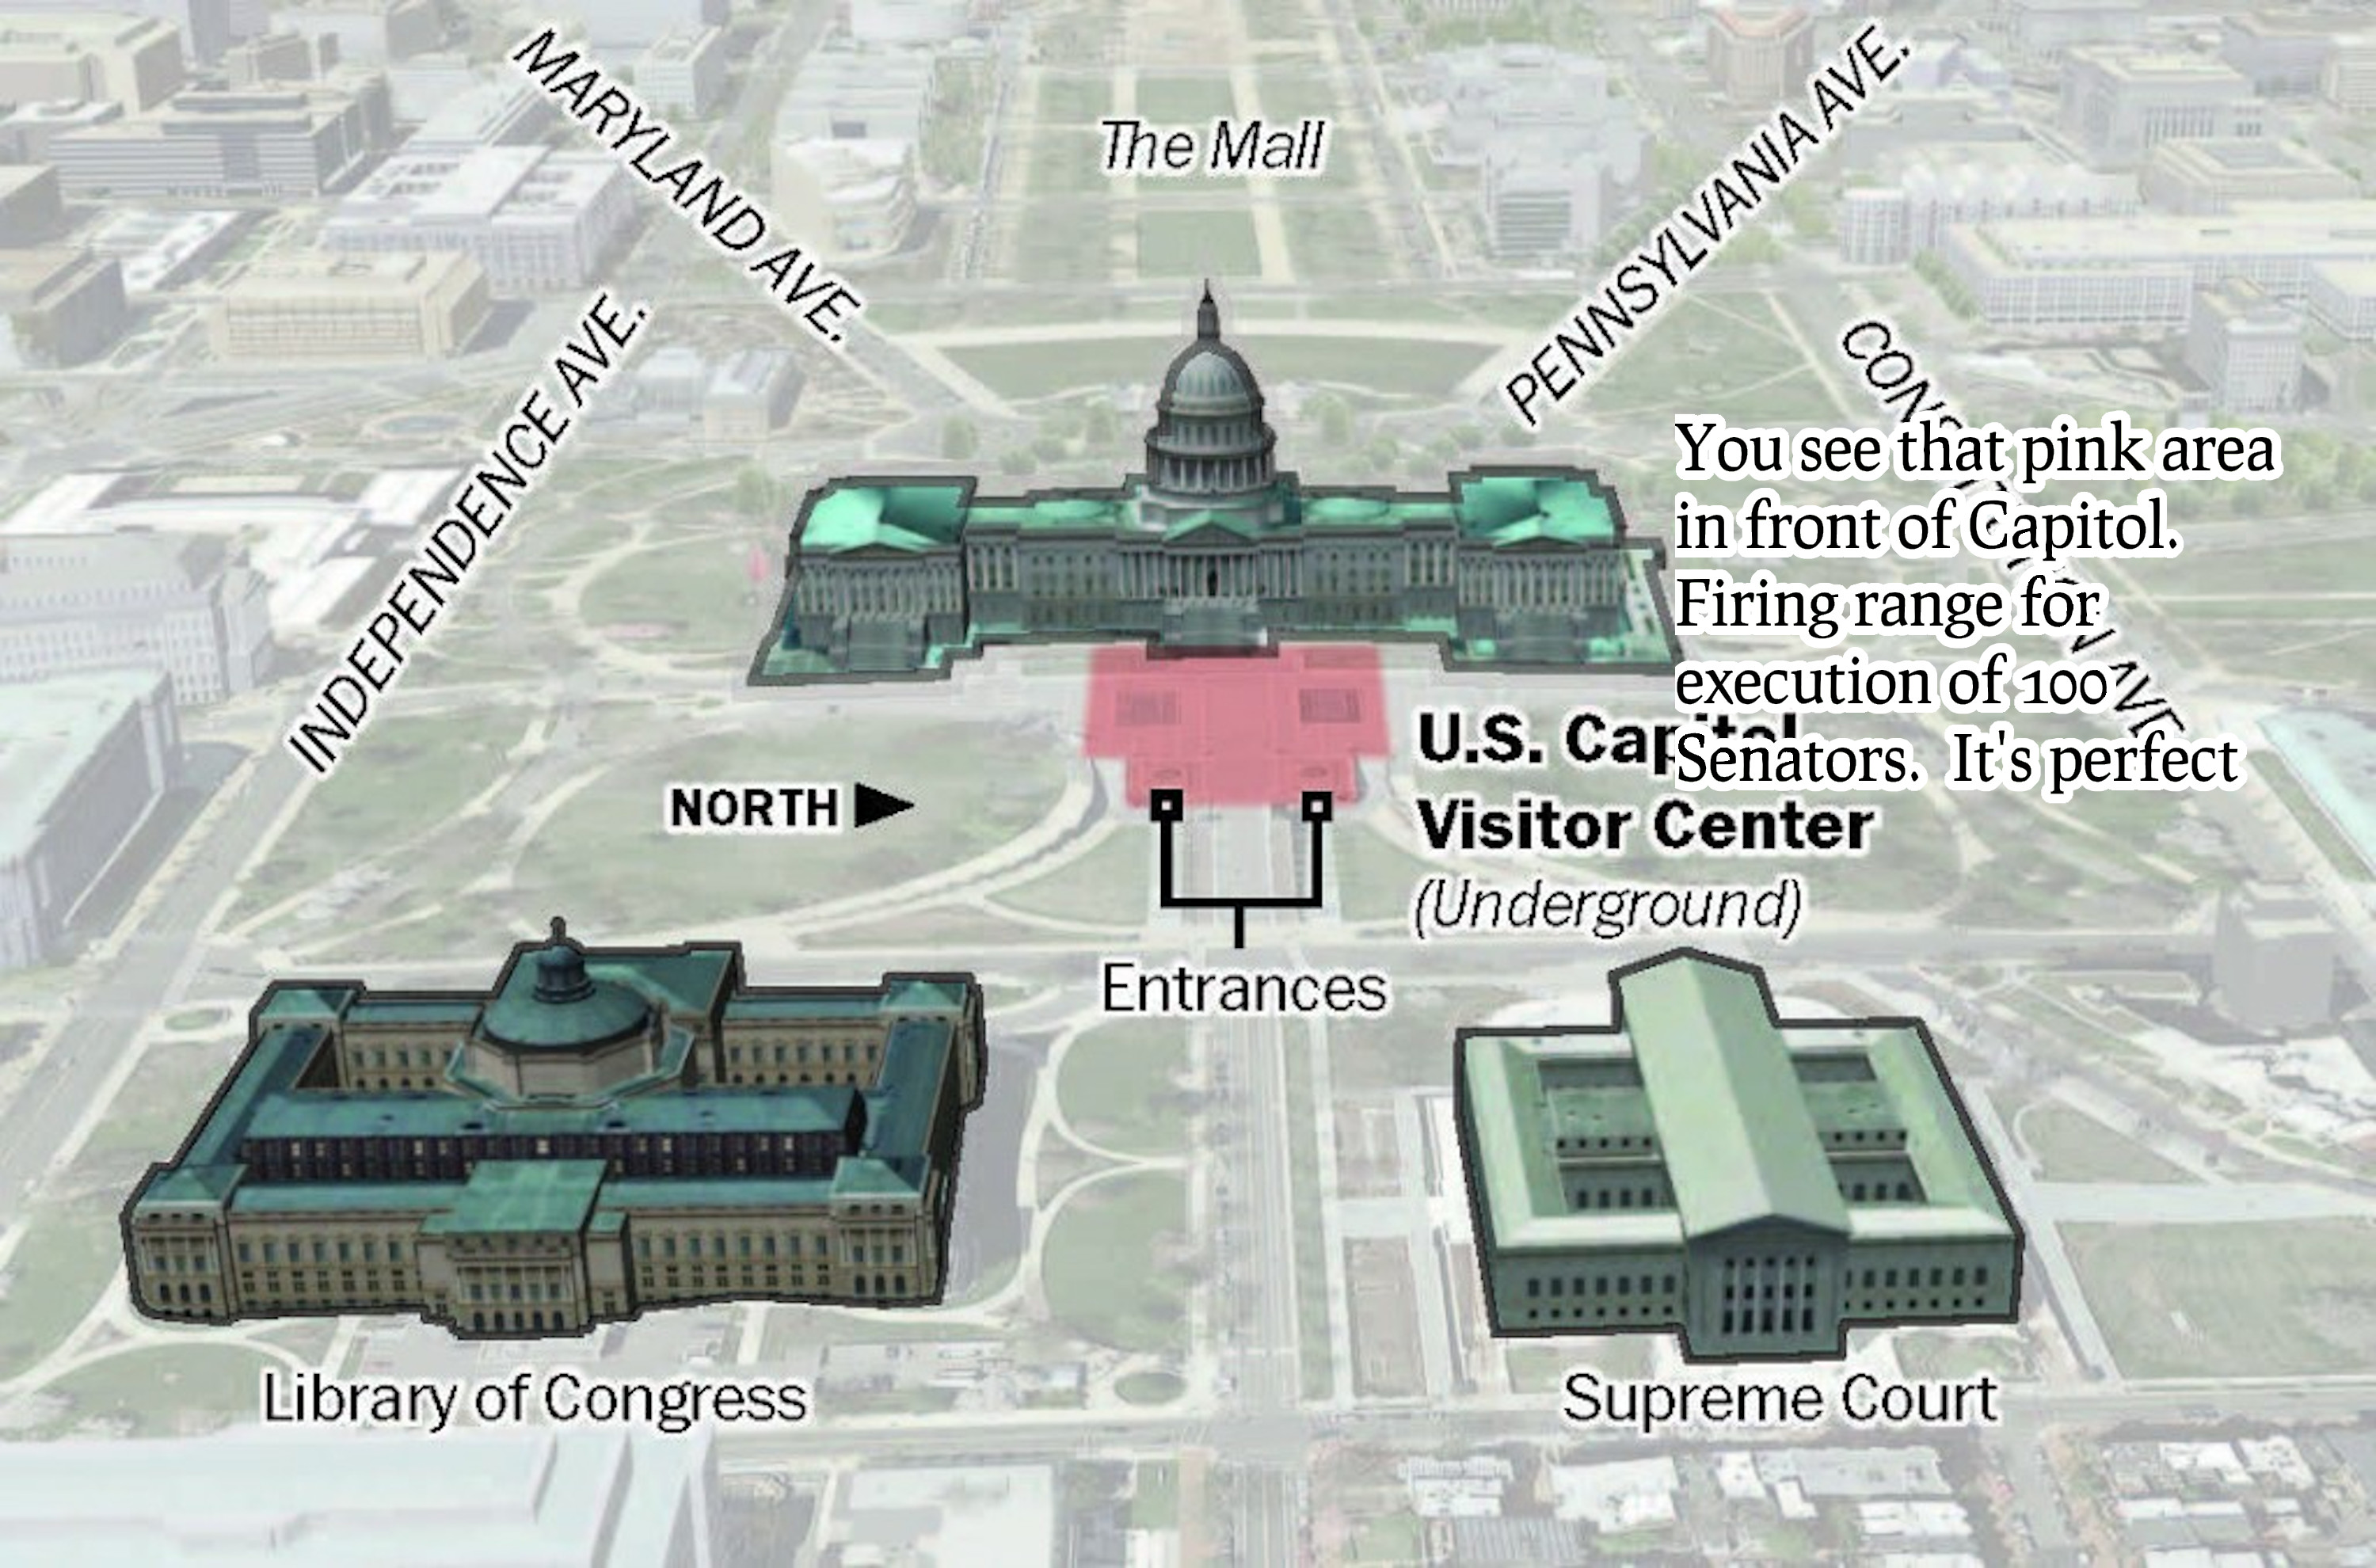 MARYLAND AVE.
The Mall
PENNSYLVANIA AVE.
INDEPENDENCE AVE.
You see that pink area
in front of Capitol.
Firing range for
execution of 100
Senators. It's perfect
NORTH
U.S. Capitol
Visitor Center
(Underground)
Entrances
Library of Congress
Supreme Court